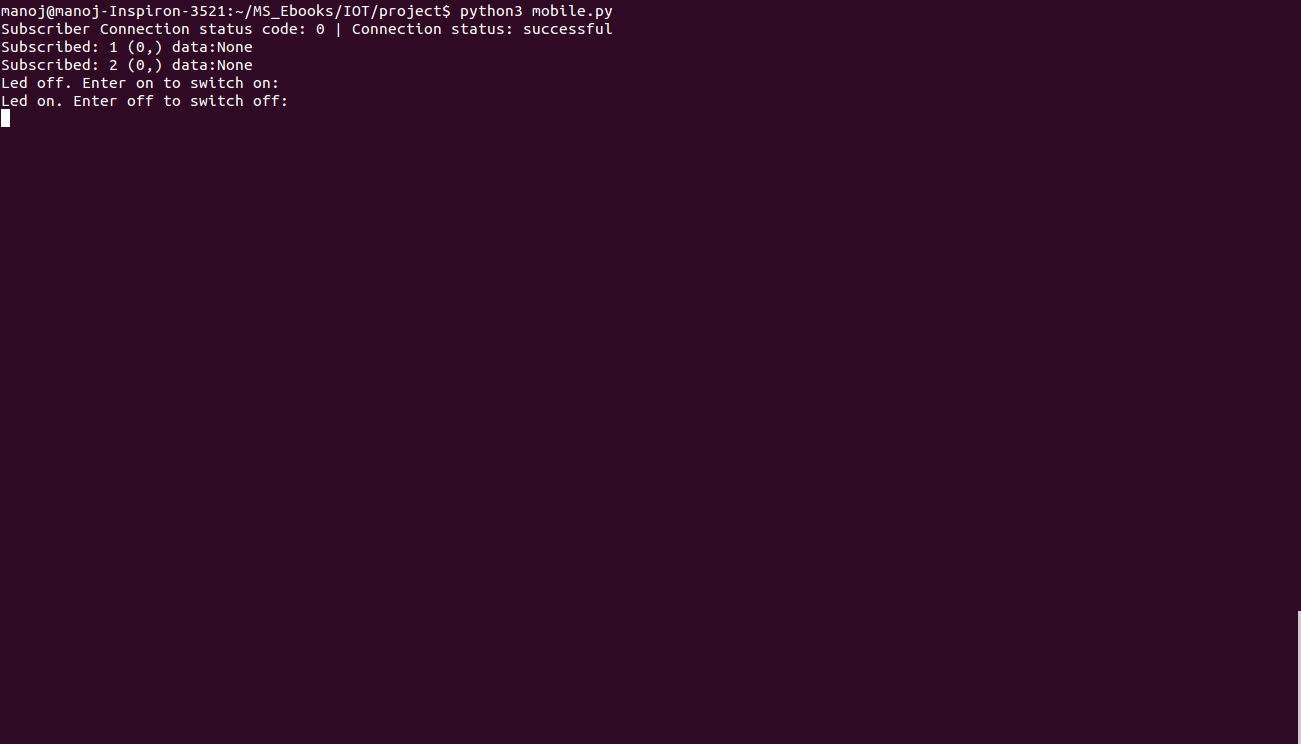 manoj@manoj-Inspiron-3521:~/MS_Ebooks/IOT/project$ python3 mobile.py
Subscriber Connection status code: 0 | Connection status: successful
Subscribed: 1 (0,) data:None
Subscribed: 2 (0,) data:None
Led off. Enter on to switch on:
Led on. Enter off to switch off: